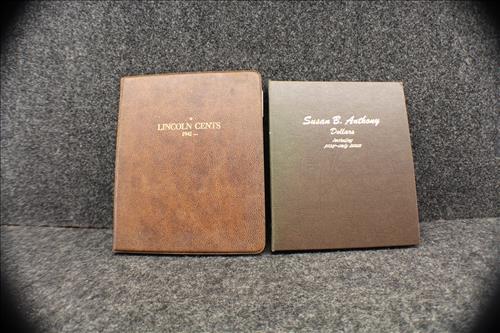 LINCOLN CENTS
1941
Susan B. Anthony
Dollars
including
proof-only issues